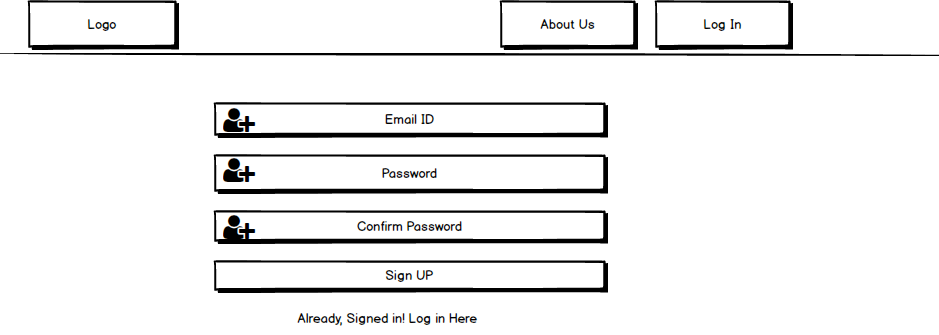 Logo
About Us
Log In
Email ID
Password
Confirm Password
Sign UP
Already, Signed in! Log in Here